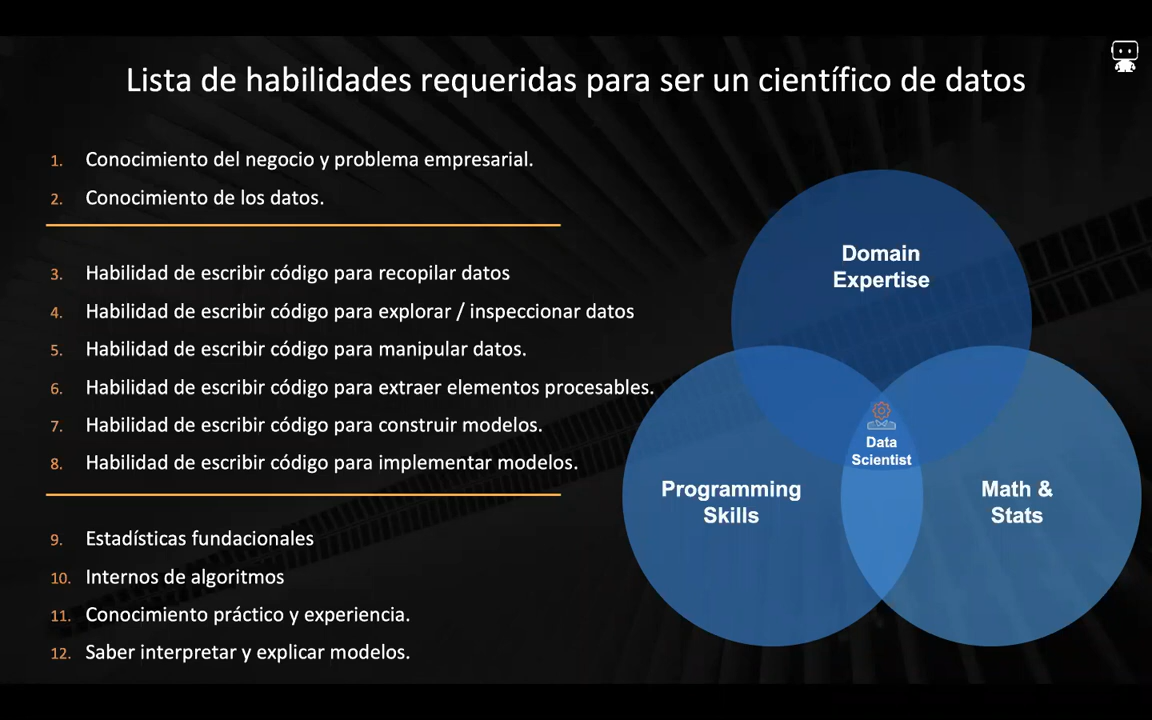 Lista de habilidades requeridas para ser un científico de datos
1. Conocimiento del negocio y problema empresarial.
2. Conocimiento de los datos.
3. Habilidad de escribir código para recopilar datos
4. Habilidad de escribir código para explorar / inspeccionar datos
5. Habilidad de escribir código para manipular datos.
6. Habilidad de escribir código para extraer elementos procesables.
7. Habilidad de escribir código para construir modelos.
8. Habilidad de escribir código para implementar modelos.
9. Estadísticas fundacionales
10. Internos de algoritmos
11. Conocimiento práctico y experiencia.
12. Saber interpretar y explicar modelos.
Domain
Expertise
Data
Scientist
Programming
Skills
Math &
Stats